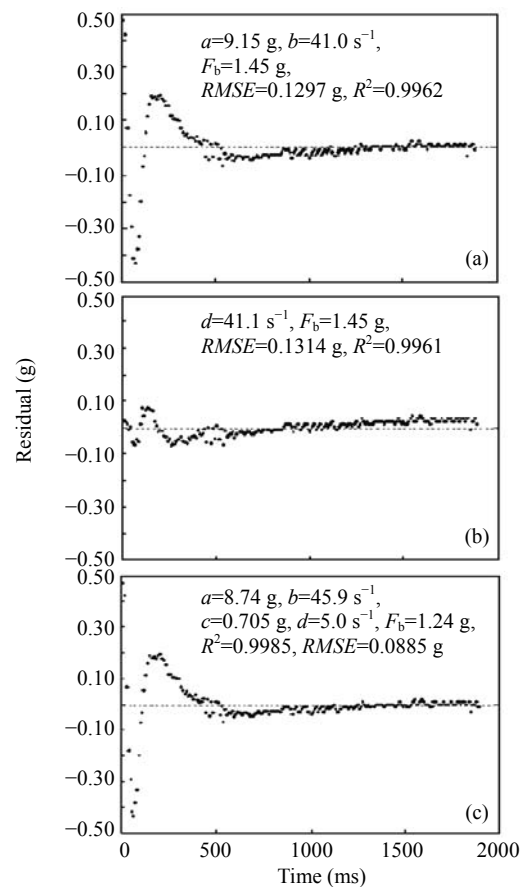 0.50
a=9.15 g, b=41.0 s⁻¹,
F_b=1.45 g,
RMSE=0.1297 g, R²=0.9962
0.30
0.10
−0.10
−0.30
−0.50
(a)
0.50
d=41.1 s⁻¹, F_b=1.45 g,
RMSE=0.1314 g, R²=0.9961
0.30
0.10
−0.10
−0.30
−0.50
(b)
Residual (g)
0.50
a=8.74 g, b=45.9 s⁻¹,
c=0.705 g, d=5.0 s⁻¹, F_b=1.24 g,
R²=0.9985, RMSE=0.0885 g
0.30
0.10
−0.10
−0.30
−0.50
(c)
0 500 1000 1500 2000
Time (ms)